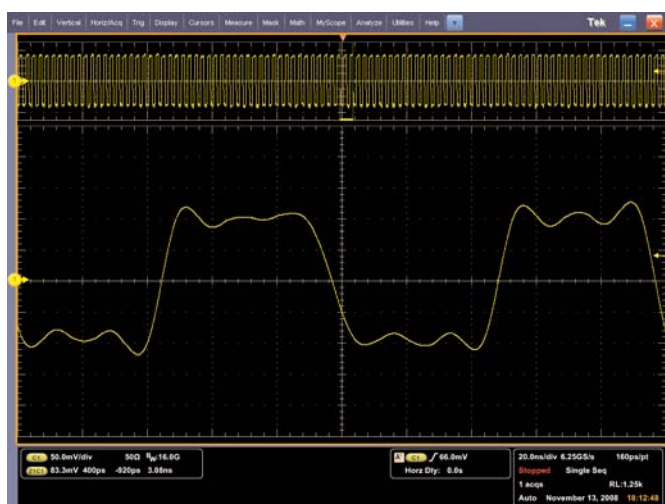 File Edit Vertical Horiz/Acq Trig Display Cursors Measure Mask Math MyScope Analyze Utilities Help Tek
C1 50.0mV/div 50Ω BW:16.0G
Z1C1 83.3mV 400ps -920ps 3.08ns
A' C1 66.0mV
Horz Dly: 0.0s
20.0ns/div 6.25GS/s 160ps/pt
Stopped Single Seq
1 acqs RL:1.25k
Auto November 13, 2008 18:12:48